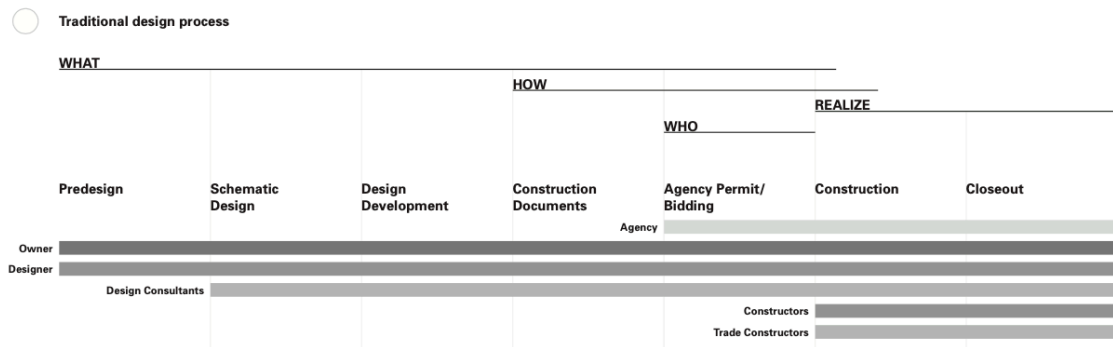 Traditional design process
WHAT
HOW
REALIZE
WHO
Predesign
Schematic
Design
Design
Development
Construction
Documents
Agency Permit/
Bidding
Construction
Closeout
Agency
Owner
Designer
Design Consultants
Constructors
Trade Constructors